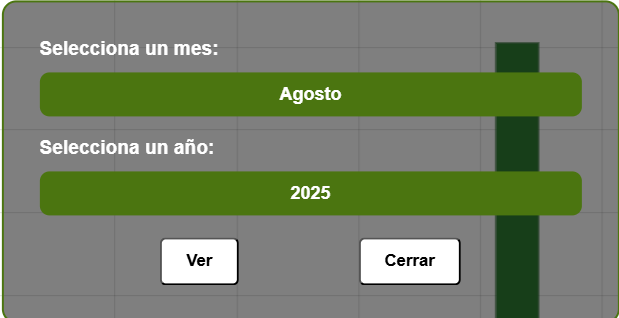 Selecciona un mes:
Agosto
Selecciona un año:
2025
Ver
Cerrar